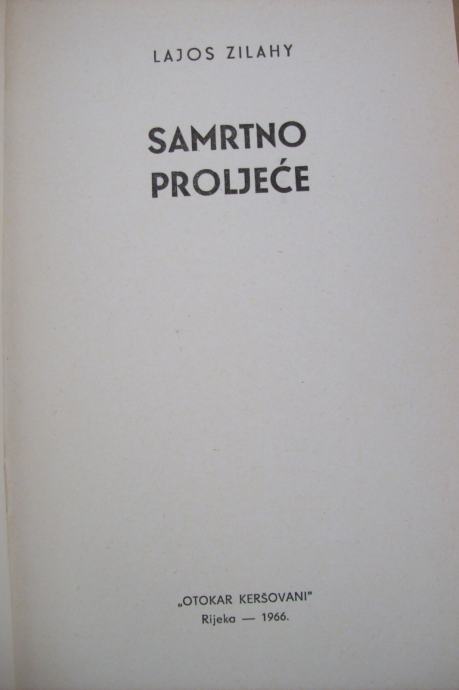 LAJOS ZILAHY
SAMRTNO
PROLJEĆE
„OTOKAR KERŠOVANI"
Rijeka — 1966.